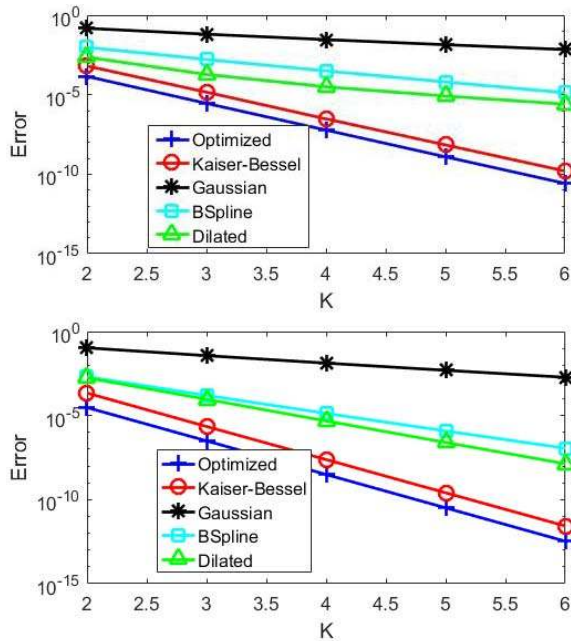 10^0
10^-5
10^-10
10^-15
Error
Optimized
Kaiser-Bessel
Gaussian
BSpline
Dilated
2 2.5 3 3.5 4 4.5 5 5.5 6
K
10^0
10^-5
10^-10
10^-15
Error
Optimized
Kaiser-Bessel
Gaussian
BSpline
Dilated
2 2.5 3 3.5 4 4.5 5 5.5 6
K